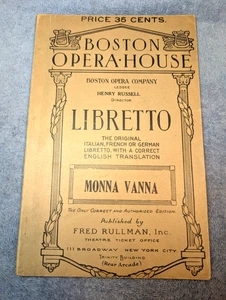 PRICE 35 CENTS.
BOSTON
OPERA-HOUSE
BOSTON OPERA COMPANY
LESSEE
HENRY RUSSELL
DIRECTOR
LIBRETTO
THE ORIGINAL
ITALIAN, FRENCH OR GERMAN
LIBRETTO, WITH A CORRECT
ENGLISH TRANSLATION
MONNA VANNA
The Only Correct and Authorized Edition.
Published by
FRED RULLMAN, Inc.
THEATRE TICKET OFFICE
111 BROADWAY NEW YORK CITY
TRINITY BUILDING
(Rear Arcade)